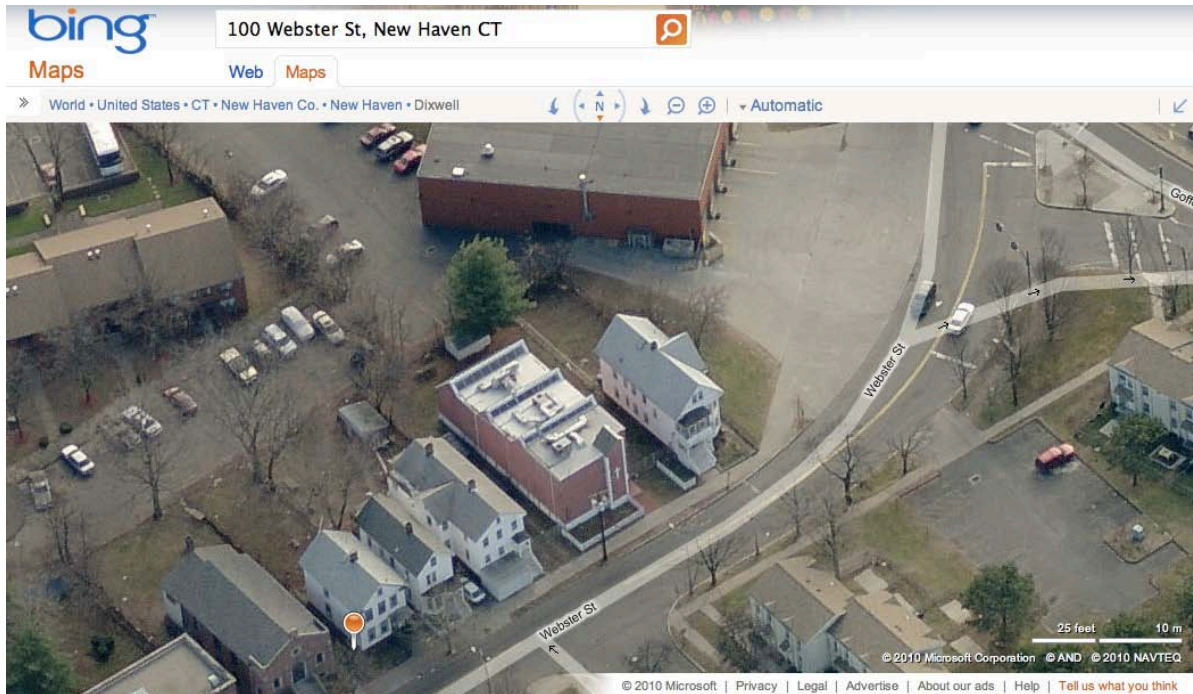 bing
100 Webster St, New Haven CT
Maps
Web Maps
» World • United States • CT • New Haven Co. • New Haven • Dixwell N Automatic
Goff
Webster St
Webster St
25 feet 10 m
© 2010 Microsoft Corporation © AND © 2010 NAVTEQ
© 2010 Microsoft | Privacy | Legal | Advertise | About our ads | Help | Tell us what you think